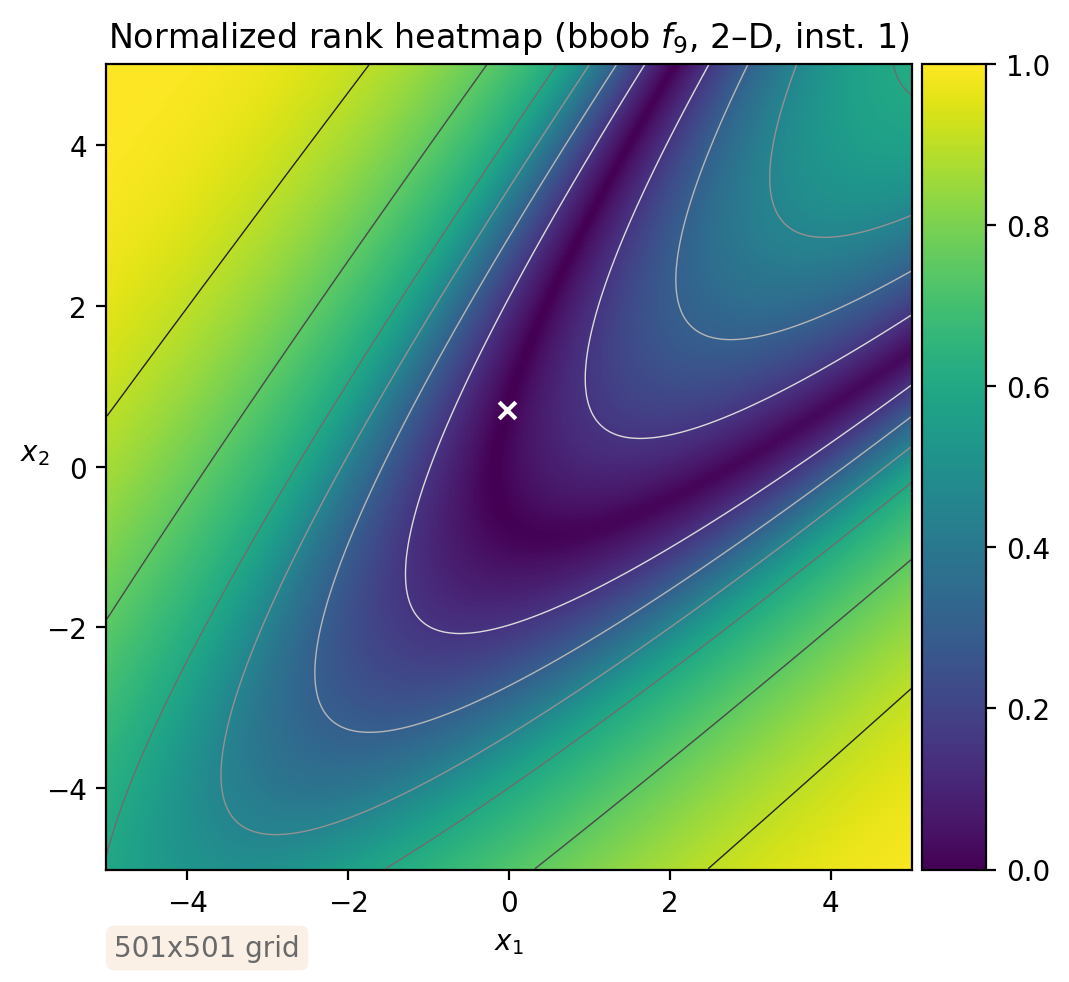 Normalized rank heatmap (bbob f₉, 2–D, inst. 1)
4
2
0
−2
−4
x₂
−4 −2 0 2 4
x₁
1.0
0.8
0.6
0.4
0.2
0.0
501x501 grid